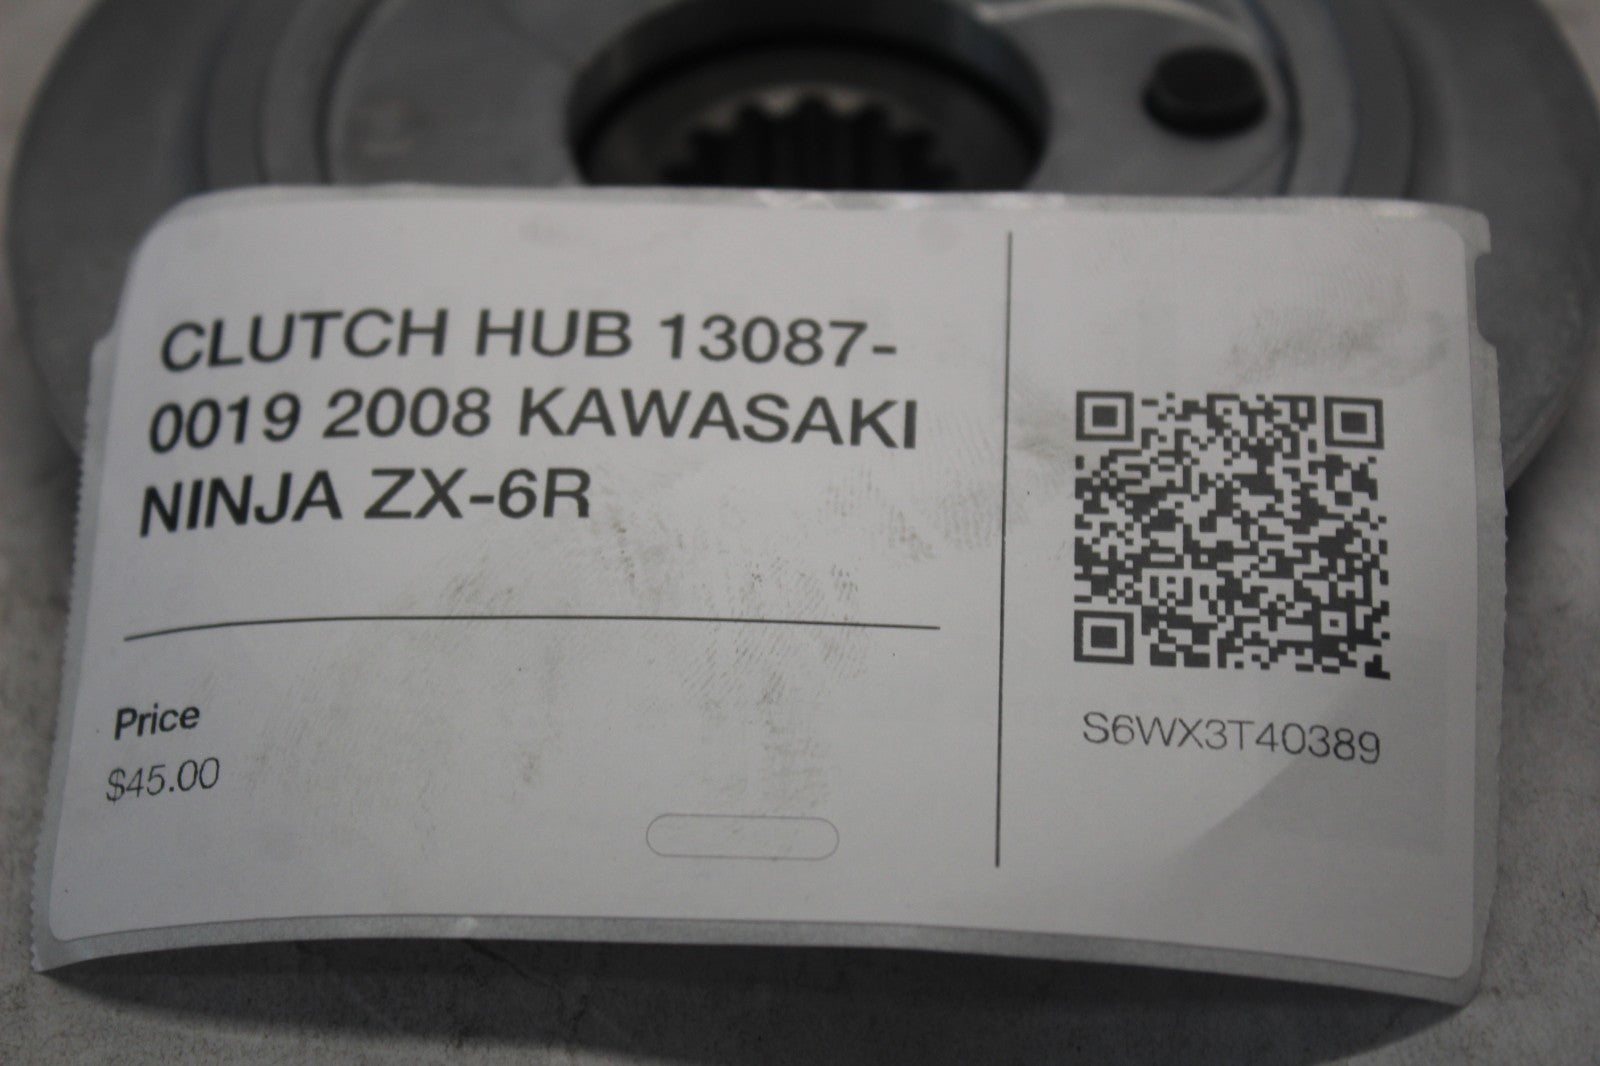 CLUTCH HUB 13087-
0019 2008 KAWASAKI
NINJA ZX-6R
Price
$45.00
S6WX3T40389